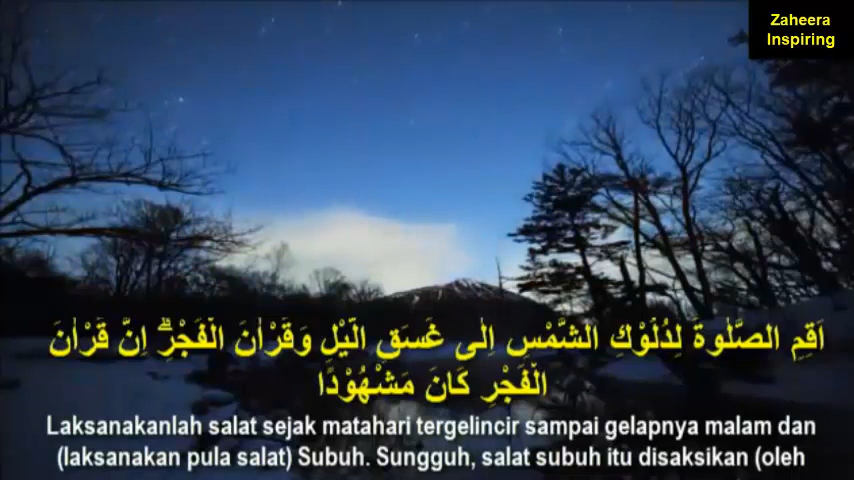 Zaheera
Inspiring
اَقِمِ الصَّلٰوةَ لِدُلُوْكِ الشَّمْسِ اِلٰى غَسَقِ الَّيْلِ وَقُرْاٰنَ الْفَجْرِۗ اِنَّ قُرْاٰنَ
الْفَجْرِ كَانَ مَشْهُوْدًا
Laksanakanlah salat sejak matahari tergelincir sampai gelapnya malam dan
(laksanakan pula salat) Subuh. Sungguh, salat subuh itu disaksikan (oleh